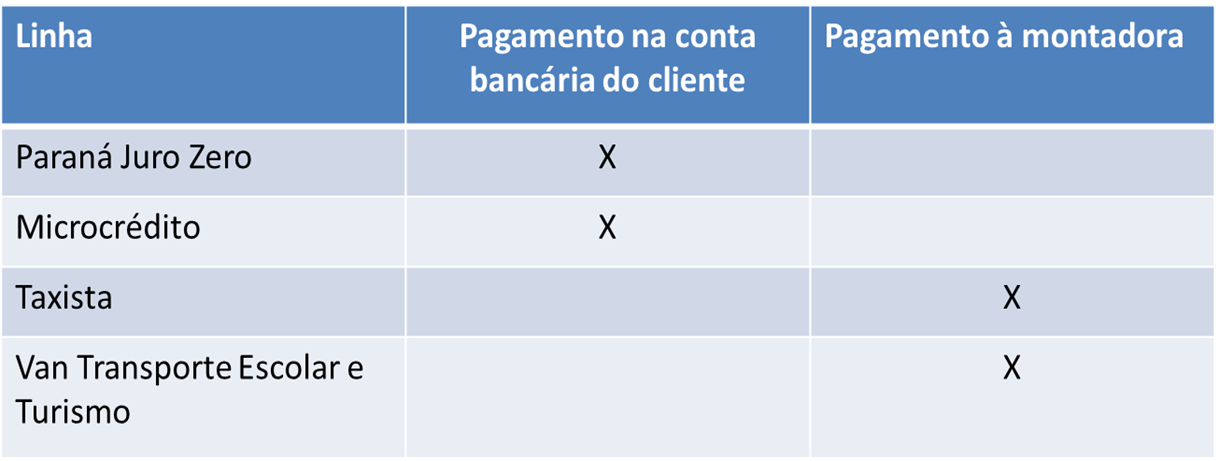 Linha
Pagamento na conta
bancária do cliente
Pagamento à montadora
Paraná Juro Zero
X
Microcrédito
X
Taxista
X
Van Transporte Escolar e
Turismo
X